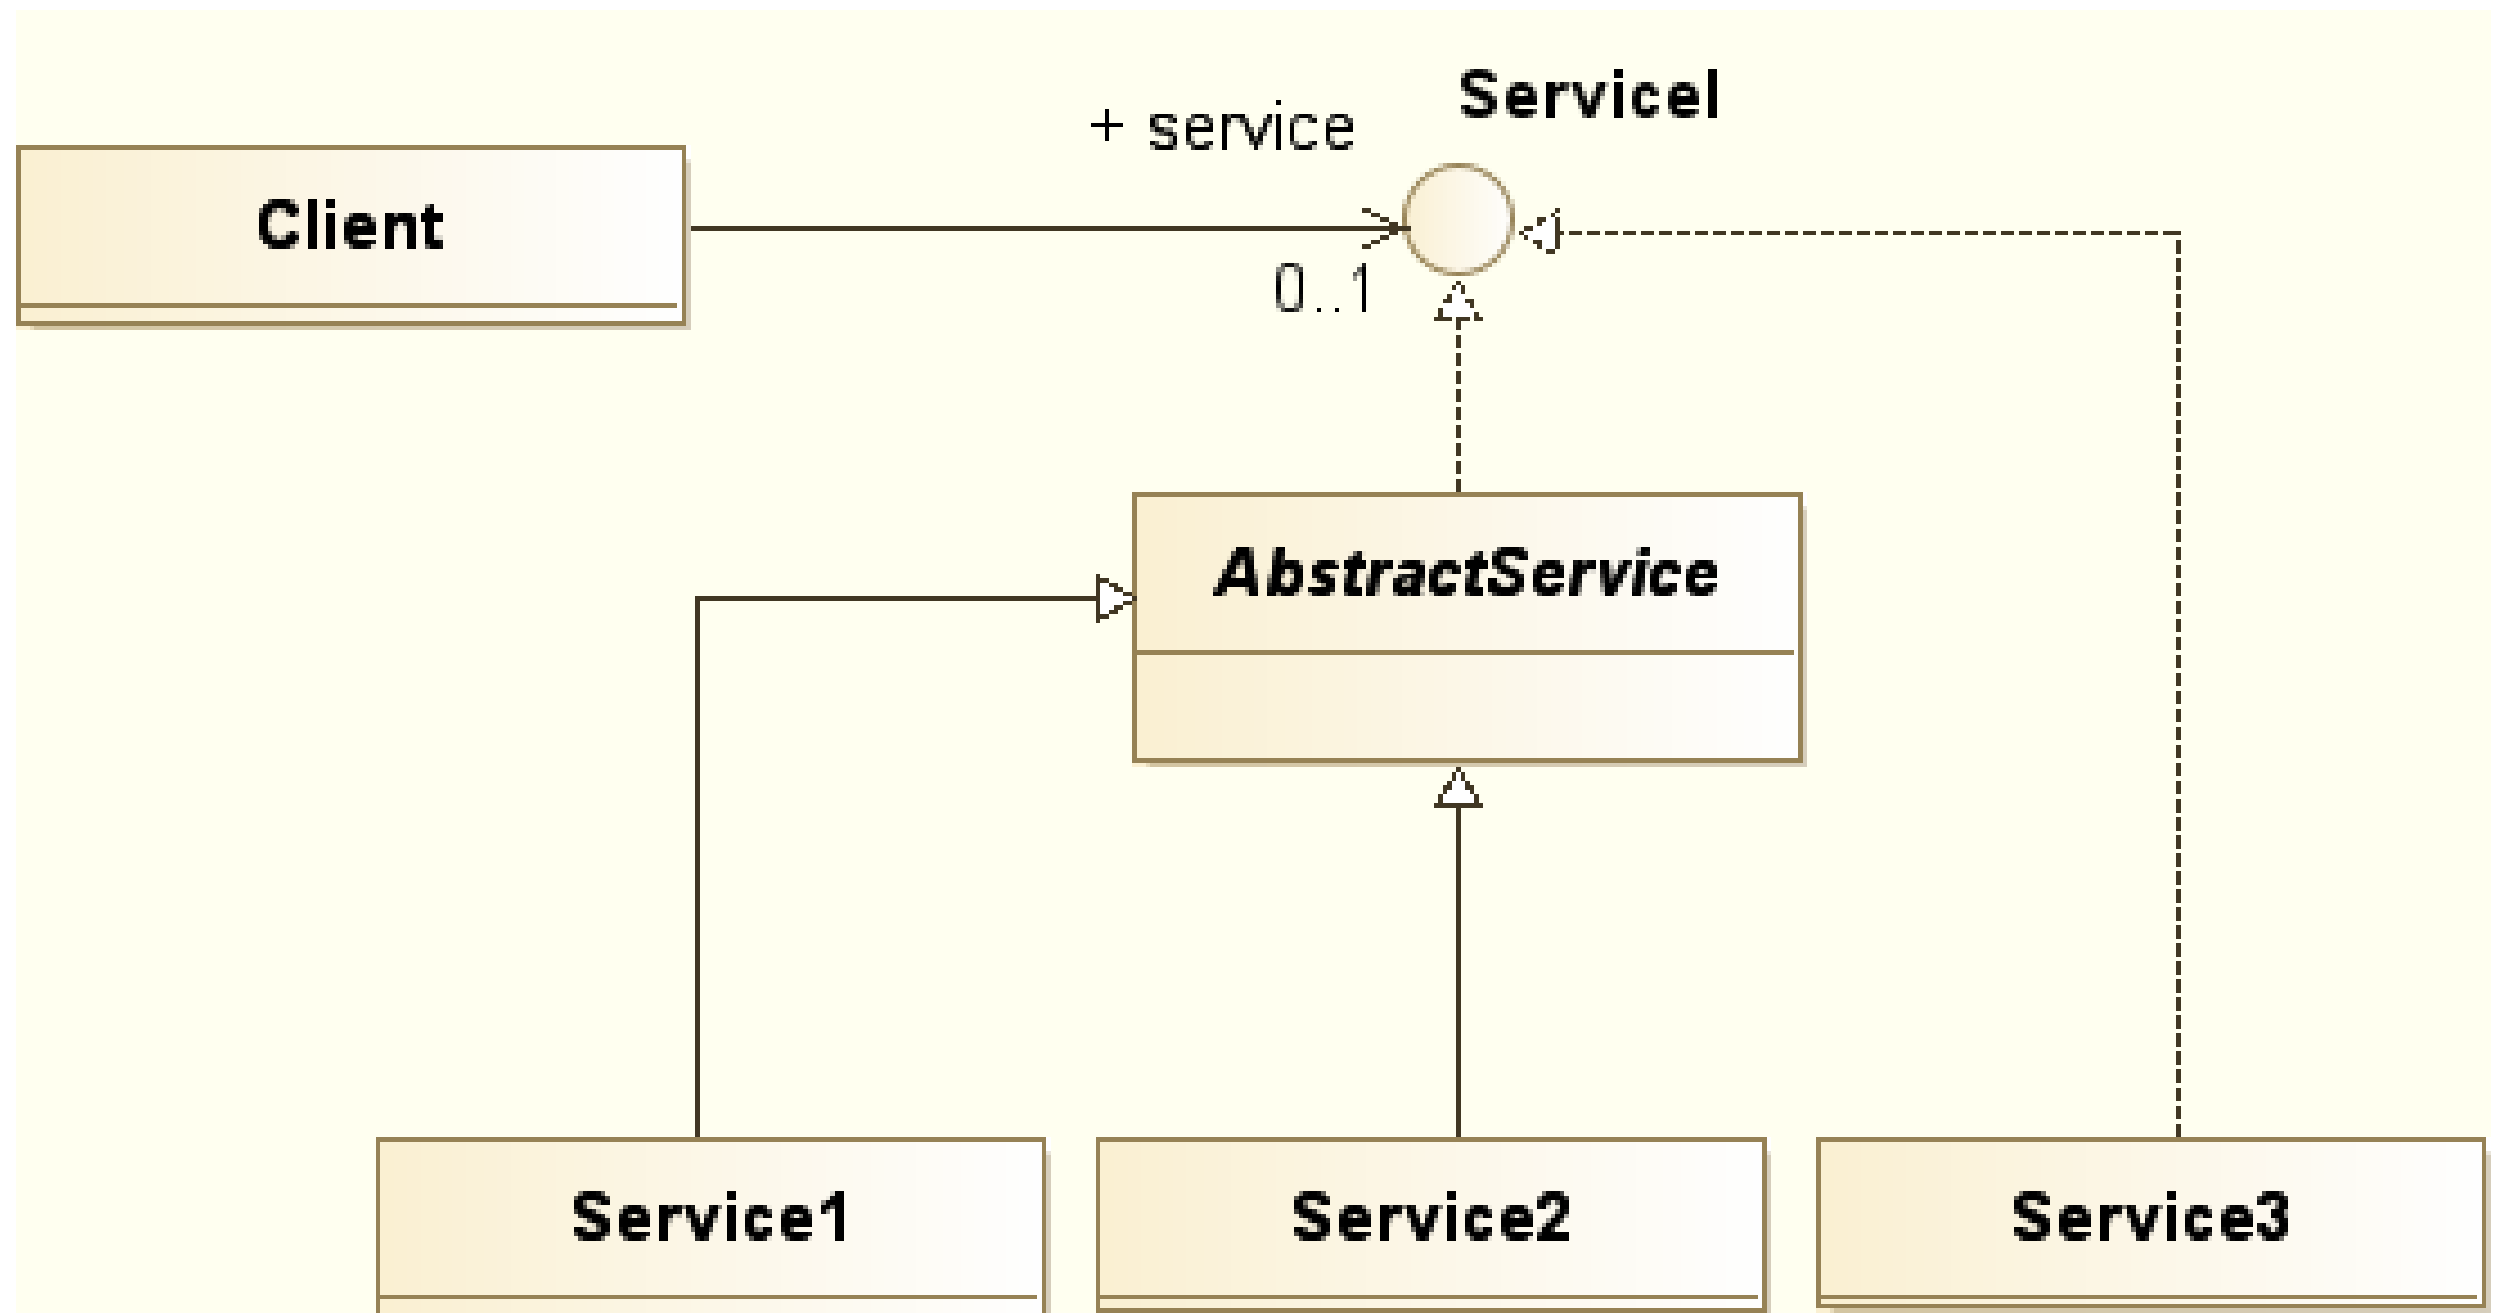 ServiceI
+ service
Client
0..1
AbstractService
Service1
Service2
Service3